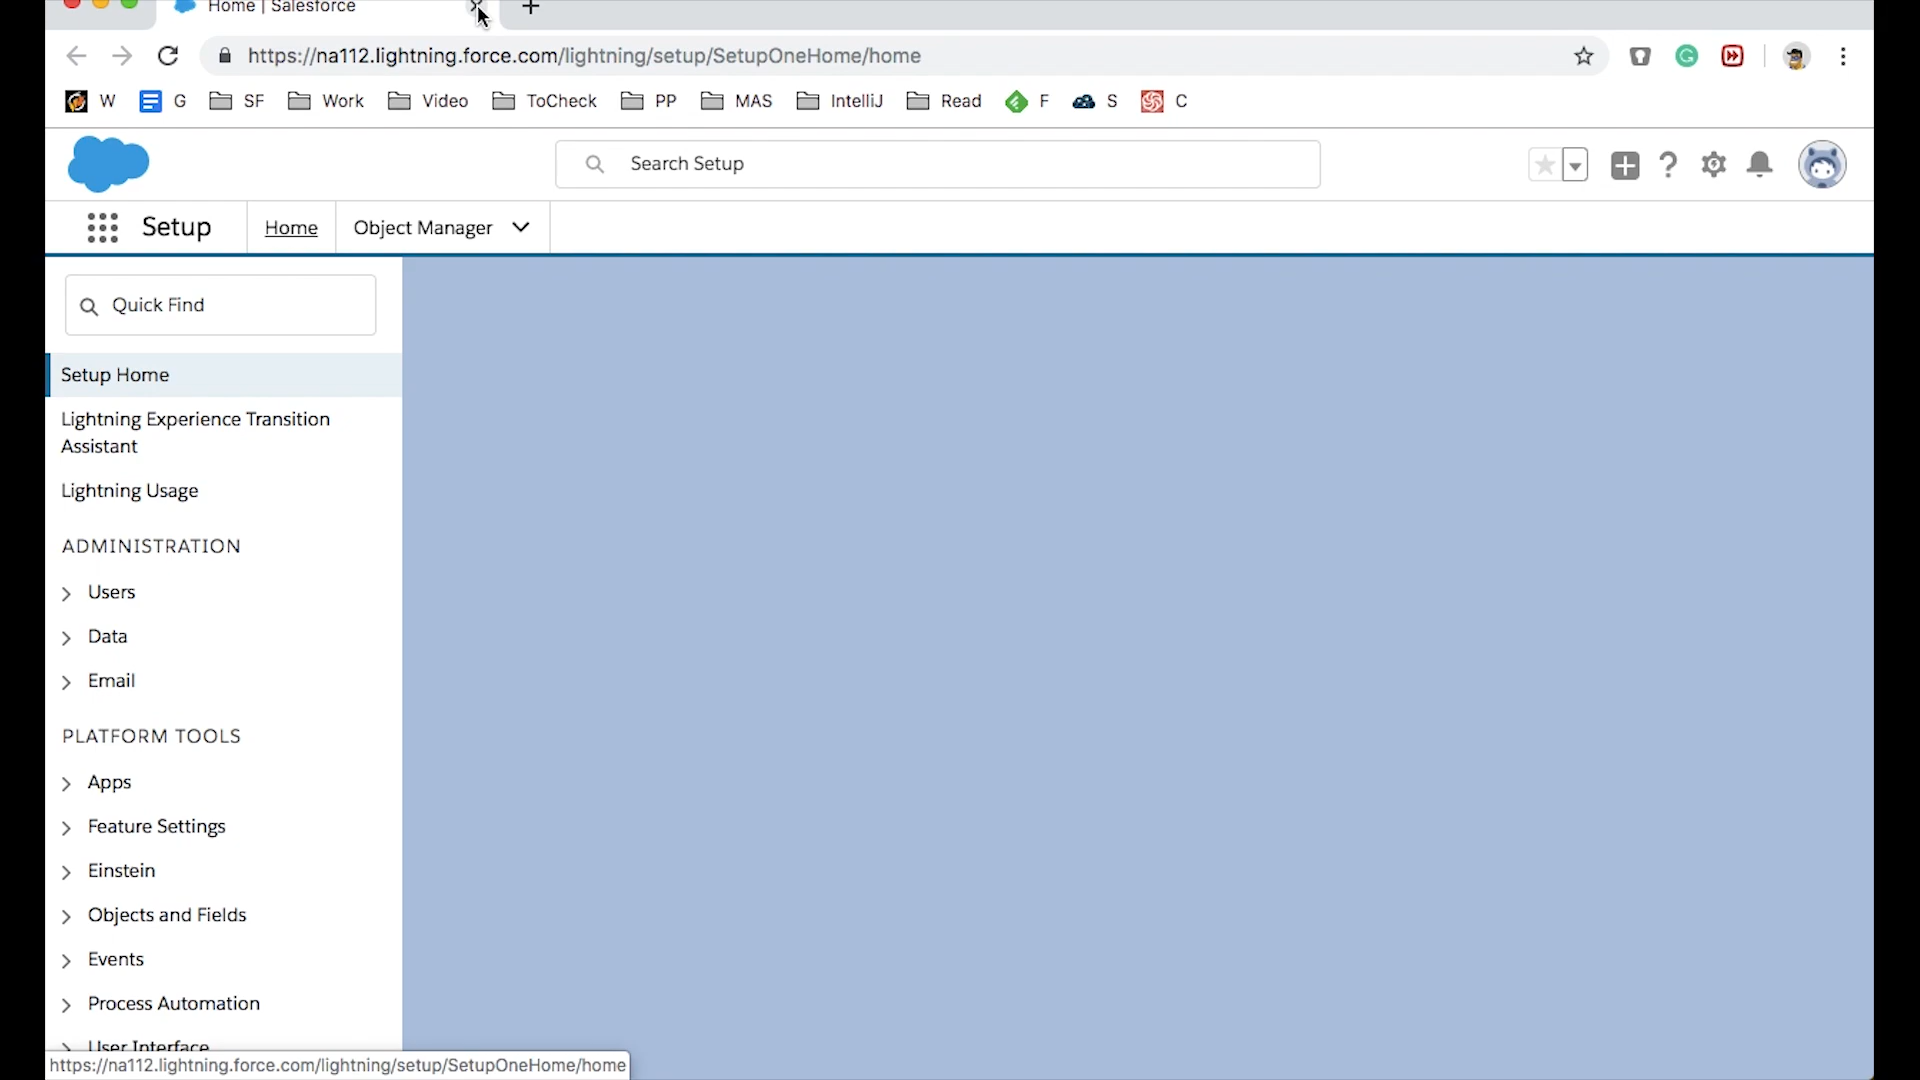 Home | Salesforce
https://na112.lightning.force.com/lightning/setup/SetupOneHome/home
W G SF Work Video ToCheck PP MAS IntelliJ Read F S C
Search Setup
Setup Home Object Manager
Quick Find
Setup Home
Lightning Experience Transition
Assistant
Lightning Usage
ADMINISTRATION
Users
Data
Email
PLATFORM TOOLS
Apps
Feature Settings
Einstein
Objects and Fields
Events
Process Automation
User Interface
https://na112.lightning.force.com/lightning/setup/SetupOneHome/home